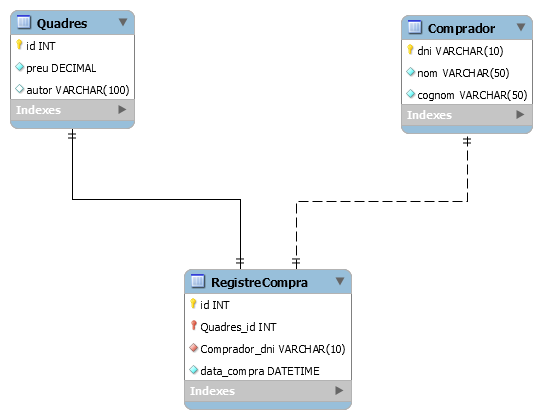 Quadres
id INT
preu DECIMAL
autor VARCHAR(100)
Indexes
Comprador
dni VARCHAR(10)
nom VARCHAR(50)
cognom VARCHAR(50)
Indexes
RegistreCompra
id INT
Quadres_id INT
Comprador_dni VARCHAR(10)
data_compra DATETIME
Indexes